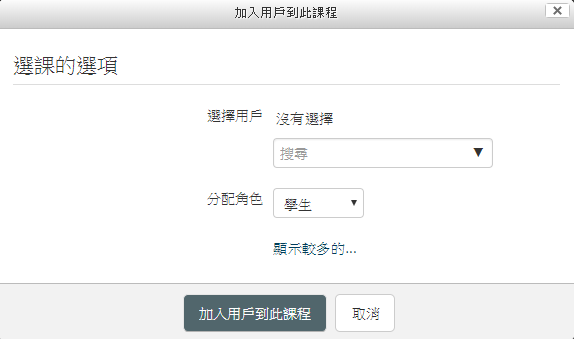 加入用戶到此課程
選課的選項
選擇用戶 沒有選擇
搜尋
分配角色 學生
顯示較多的...
加入用戶到此課程 取消